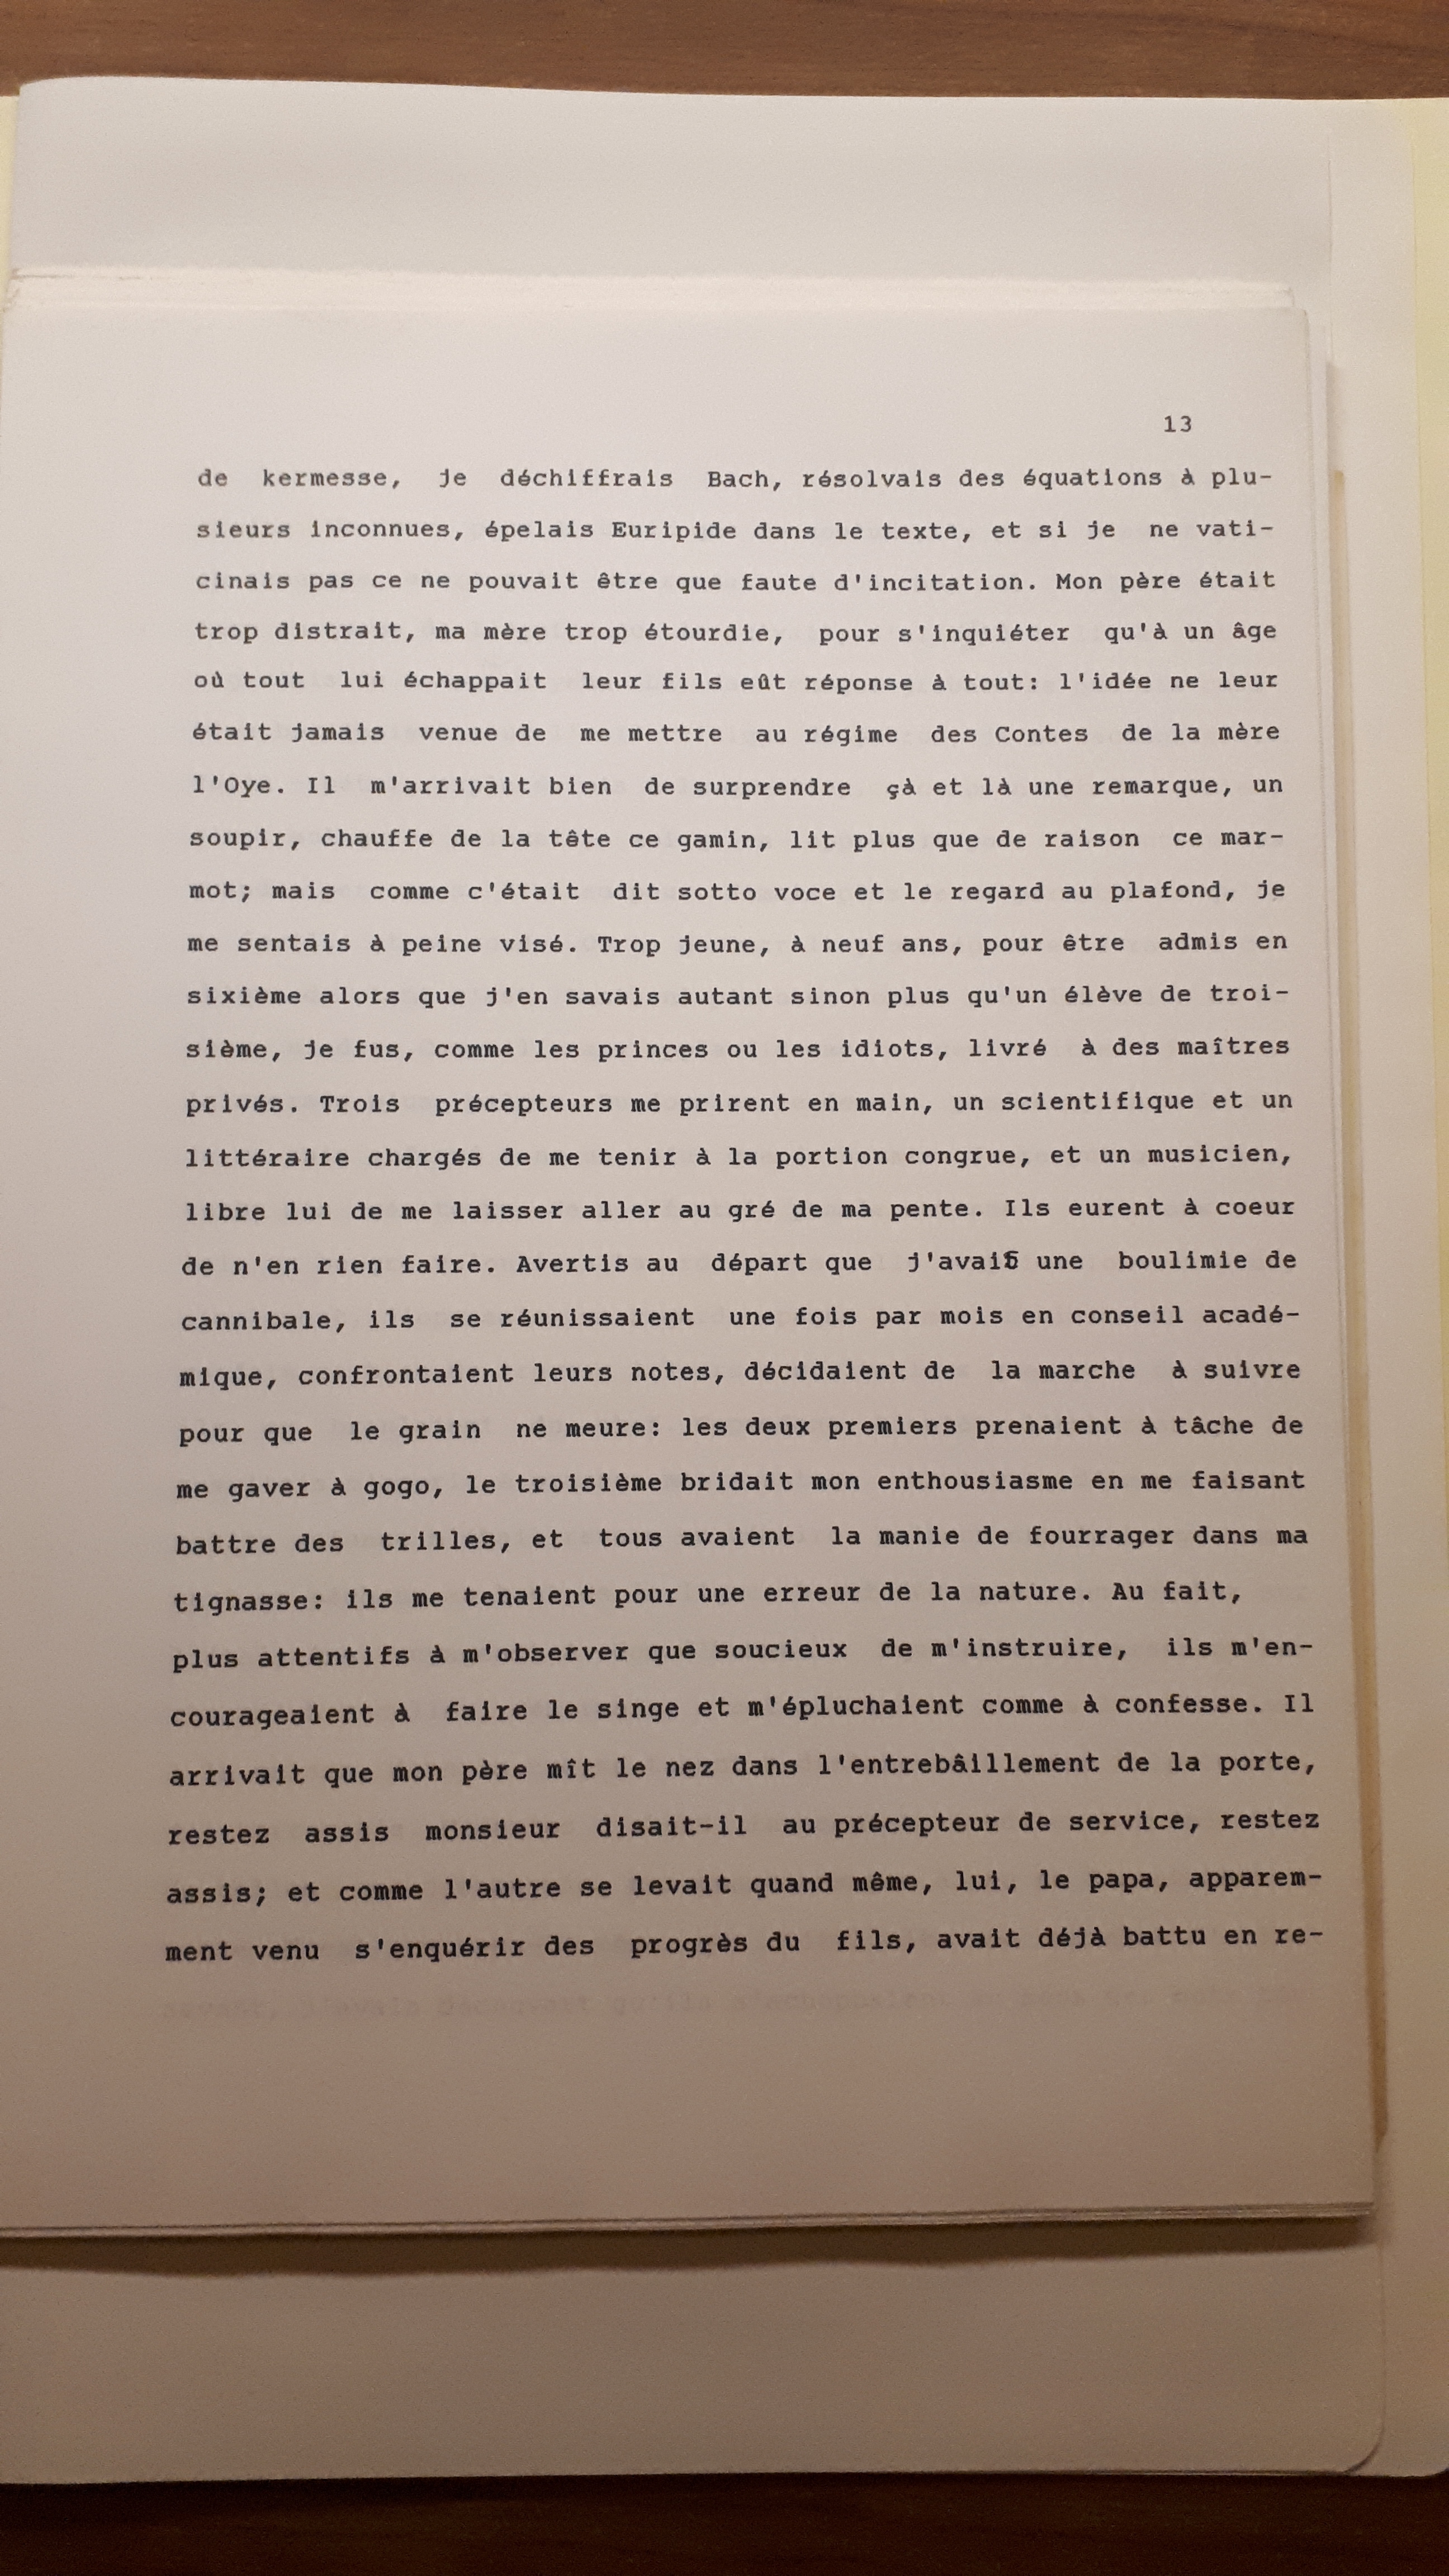 13
de kermesse, je déchiffrais Bach, résolvais des équations à plu-
sieurs inconnues, épelais Euripide dans le texte, et si je ne vati-
cinais pas ce ne pouvait être que faute d'incitation. Mon père était
trop distrait, ma mère trop étourdie, pour s'inquiéter qu'à un âge
où tout lui échappait leur fils eût réponse à tout: l'idée ne leur
était jamais venue de me mettre au régime des Contes de la mère
l'Oye. Il m'arrivait bien de surprendre çà et là une remarque, un
soupir, chauffe de la tête ce gamin, lit plus que de raison ce mar-
mot; mais comme c'était dit sotto voce et le regard au plafond, je
me sentais à peine visé. Trop jeune, à neuf ans, pour être admis en
sixième alors que j'en savais autant sinon plus qu'un élève de troi-
sième, je fus, comme les princes ou les idiots, livré à des maîtres
privés. Trois précepteurs me prirent en main, un scientifique et un
littéraire chargés de me tenir à la portion congrue, et un musicien,
libre lui de me laisser aller au gré de ma pente. Ils eurent à coeur
de n'en rien faire. Avertis au départ que j'avais une boulimie de
cannibale, ils se réunissaient une fois par mois en conseil acadé-
mique, confrontaient leurs notes, décidaient de la marche à suivre
pour que le grain ne meure: les deux premiers prenaient à tâche de
me gaver à gogo, le troisième bridait mon enthousiasme en me faisant
battre des trilles, et tous avaient la manie de fourrager dans ma
tignasse: ils me tenaient pour une erreur de la nature. Au fait,
plus attentifs à m'observer que soucieux de m'instruire, ils m'en-
courageaient à faire le singe et m'épluchaient comme à confesse. Il
arrivait que mon père mît le nez dans l'entrebâillement de la porte,
restez assis monsieur disait-il au précepteur de service, restez
assis; et comme l'autre se levait quand même, lui, le papa, apparem-
ment venu s'enquérir des progrès du fils, avait déjà battu en re-